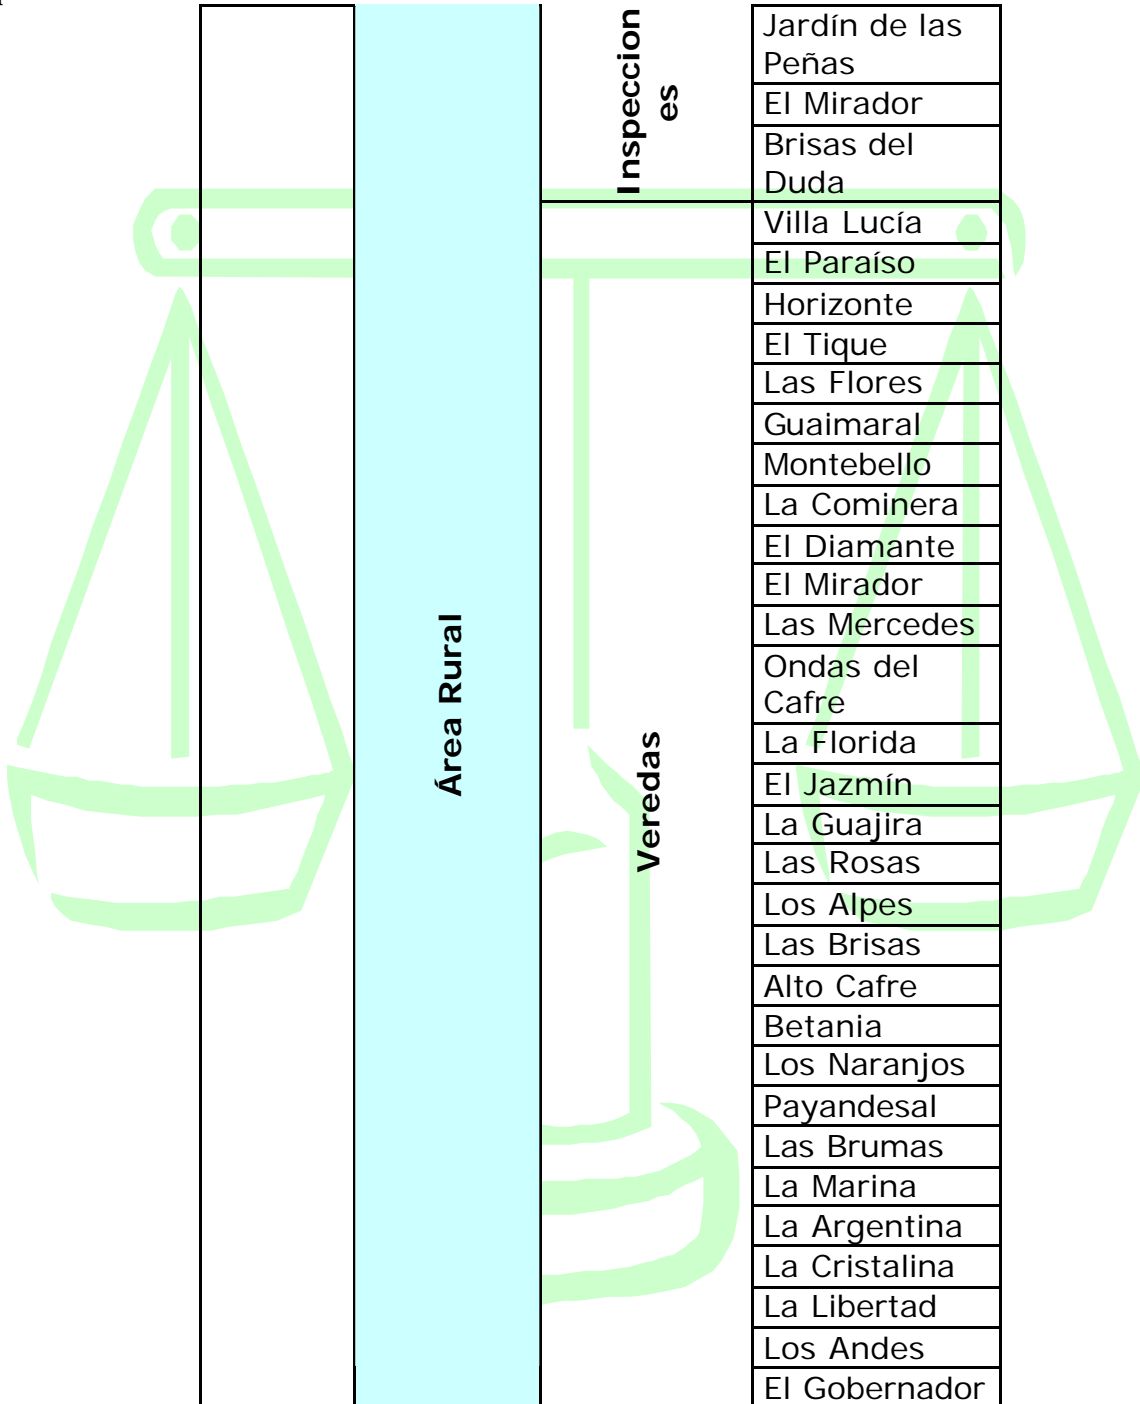 Inspeccion
es
Jardín de las
Peñas
El Mirador
Brisas del
Duda
Área Rural
Veredas
Villa Lucía
El Paraíso
Horizonte
El Tique
Las Flores
Guaimaral
Montebello
La Cominera
El Diamante
El Mirador
Las Mercedes
Ondas del
Cafre
La Florida
El Jazmín
La Guajira
Las Rosas
Los Alpes
Las Brisas
Alto Cafre
Betania
Los Naranjos
Payandesal
Las Brumas
La Marina
La Argentina
La Cristalina
La Libertad
Los Andes
El Gobernador